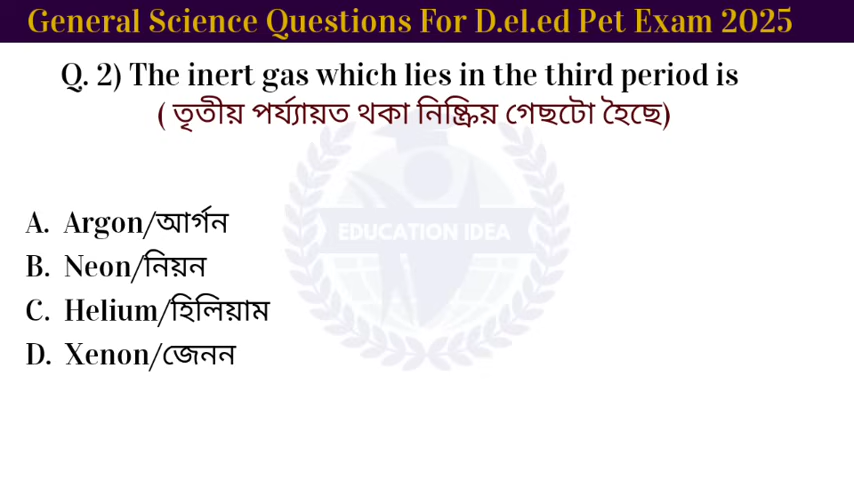 General Science Questions For D.el.ed Pet Exam 2025
Q. 2) The inert gas which lies in the third period is
( তৃতীয় পৰ্য্যায়ত থকা নিষ্ক্ৰিয় গেছটো হৈছে)
EDUCATION IDEA
A. Argon/আৰ্গন
B. Neon/নিয়ন
C. Helium/হিলিয়াম
D. Xenon/জেনন